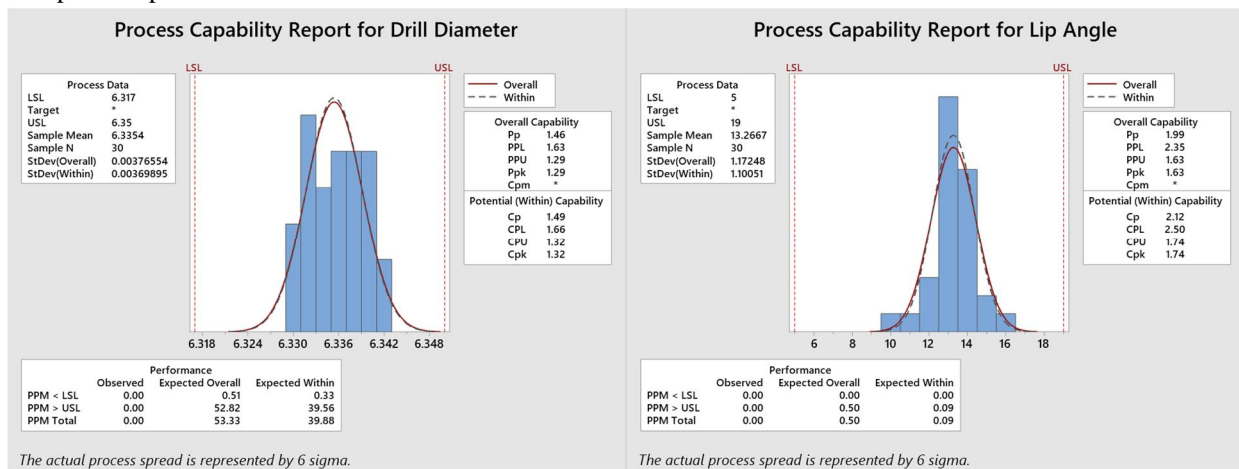 Process Capability Report for Drill Diameter
LSL
USL
Process Data
LSL 6.317
Target *
USL 6.35
Sample Mean 6.3354
Sample N 30
StDev(Overall) 0.00376554
StDev(Within) 0.00369895
Overall
Within
Overall Capability
Pp 1.46
PPL 1.63
PPU 1.29
Ppk 1.29
Cpm *
Potential (Within) Capability
Cp 1.49
CPL 1.66
CPU 1.32
Cpk 1.32
6.318 6.324 6.330 6.336 6.342 6.348
Performance
Observed Expected Overall Expected Within
PPM < LSL 0.00 0.51 0.33
PPM > USL 0.00 52.82 39.56
PPM Total 0.00 53.33 39.88
The actual process spread is represented by 6 sigma.
Process Capability Report for Lip Angle
LSL
USL
Process Data
LSL 5
Target *
USL 19
Sample Mean 13.2667
Sample N 30
StDev(Overall) 1.17248
StDev(Within) 1.10051
Overall
Within
Overall Capability
Pp 1.99
PPL 2.35
PPU 1.63
Ppk 1.63
Cpm *
Potential (Within) Capability
Cp 2.12
CPL 2.50
CPU 1.74
Cpk 1.74
6 8 10 12 14 16 18
Performance
Observed Expected Overall Expected Within
PPM < LSL 0.00 0.00 0.00
PPM > USL 0.00 0.50 0.09
PPM Total 0.00 0.50 0.09
The actual process spread is represented by 6 sigma.